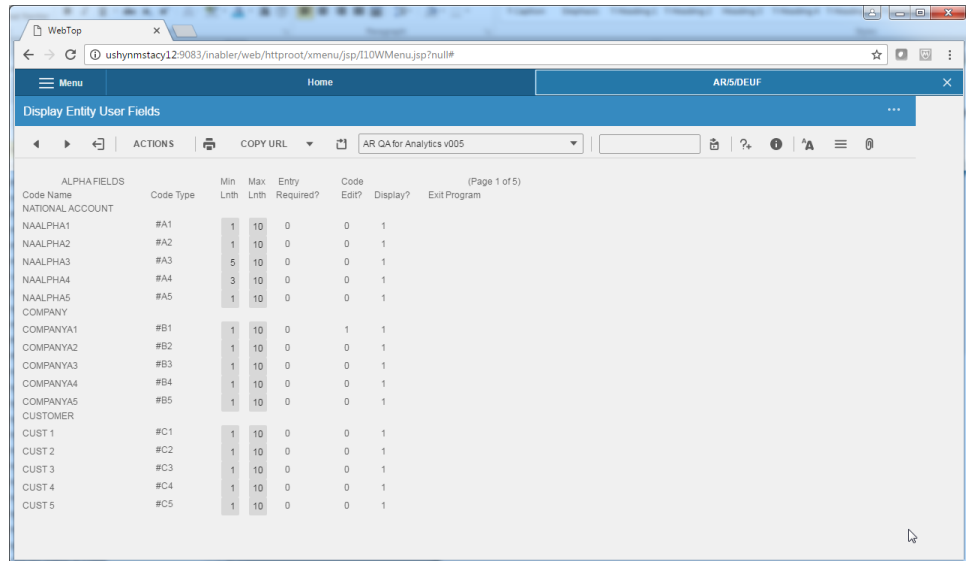 WebTop
ushynmstacy12:9083/inabler/web/httproot/xmenu/jsp/I10WMenu.jsp?null#
Menu Home AR/5/DEUF
Display Entity User Fields
ACTIONS COPY URL AR QA for Analytics v005
ALPHA FIELDS Min Max Entry Code (Page 1 of 5)
Code Name Code Type Lnth Lnth Required? Edit? Display? Exit Program
NATIONAL ACCOUNT
NAALPHA1 #A1 1 10 0 0 1
NAALPHA2 #A2 1 10 0 0 1
NAALPHA3 #A3 5 10 0 0 1
NAALPHA4 #A4 3 10 0 0 1
NAALPHA5 #A5 1 10 0 0 1
COMPANY
COMPANYA1 #B1 1 10 0 1 1
COMPANYA2 #B2 1 10 0 0 1
COMPANYA3 #B3 1 10 0 0 1
COMPANYA4 #B4 1 10 0 0 1
COMPANYA5 #B5 1 10 0 0 1
CUSTOMER
CUST 1 #C1 1 10 0 0 1
CUST 2 #C2 1 10 0 0 1
CUST 3 #C3 1 10 0 0 1
CUST 4 #C4 1 10 0 0 1
CUST 5 #C5 1 10 0 0 1